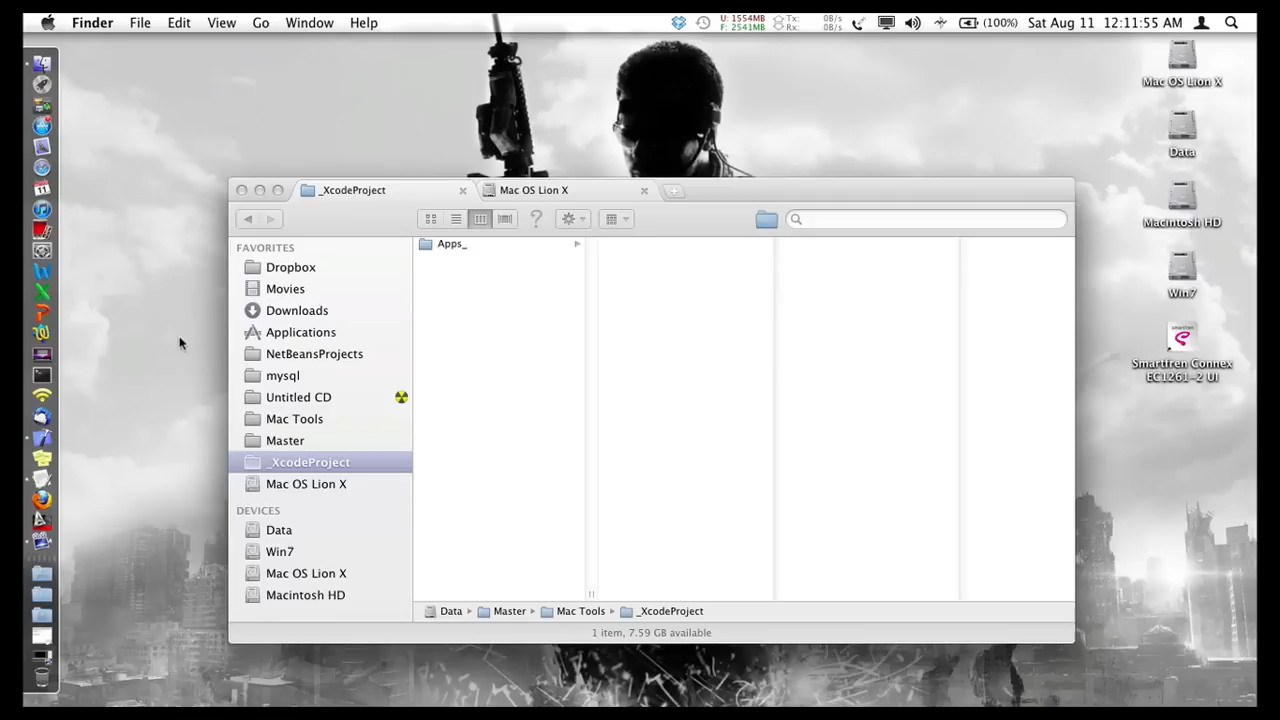 Finder File Edit View Go Window Help U: 1554MB F: 2541MB Tx: Rx: 0B/s 0B/s (100%) Sat Aug 11 12:11:55 AM
_XcodeProject Mac OS Lion X
FAVORITES
Dropbox
Movies
Downloads
Applications
NetBeansProjects
mysql
Untitled CD
Mac Tools
Master
_XcodeProject
Mac OS Lion X
DEVICES
Data
Win7
Mac OS Lion X
Macintosh HD
Apps_
Data Master Mac Tools _XcodeProject
1 item, 7.59 GB available
Mac OS Lion X
Data
Macintosh HD
Win7
smartfren
Smartfren Connex
EC1261-2 UI